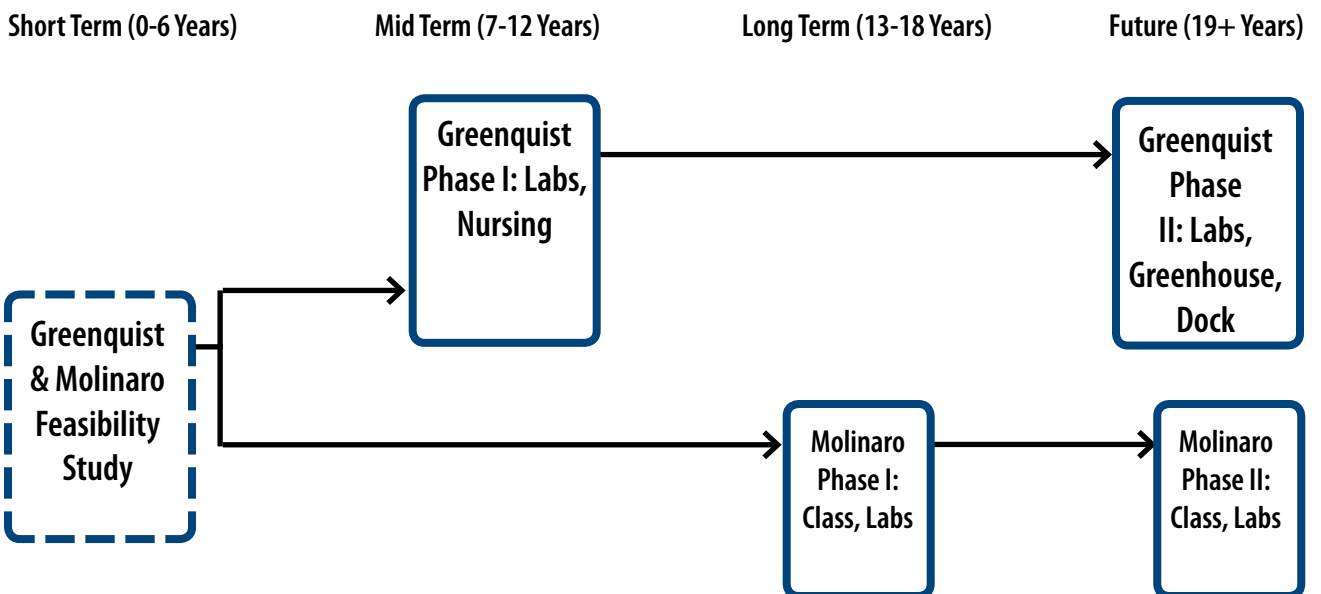 Short Term (0-6 Years)
Mid Term (7-12 Years)
Long Term (13-18 Years)
Future (19+ Years)
Greenquist
Phase I: Labs,
Nursing
Greenquist
Phase
II: Labs,
Greenhouse,
Dock
Greenquist
& Molinaro
Feasibility
Study
Molinaro
Phase I:
Class, Labs
Molinaro
Phase II:
Class, Labs